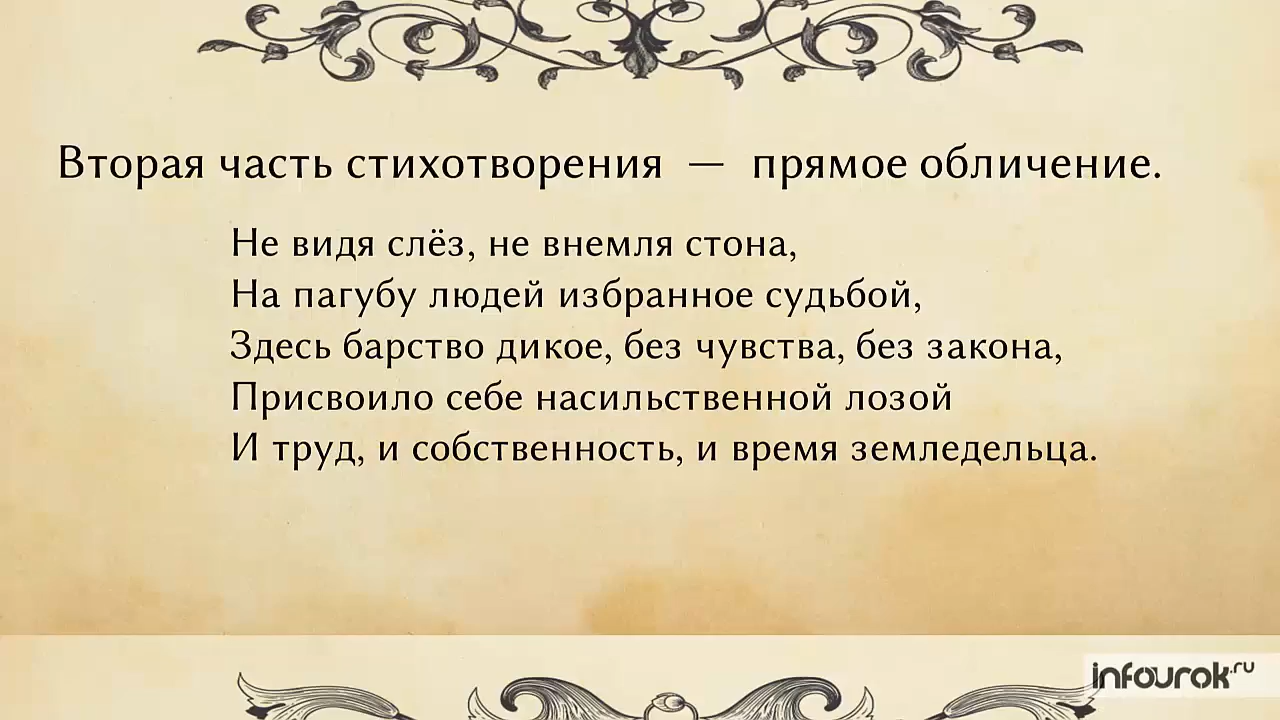 Вторая часть стихотворения — прямое обличение.
Не видя слёз, не внемля стона,
На пагубу людей избранное судьбой,
Здесь барство дикое, без чувства, без закона,
Присвоило себе насильственной лозой
И труд, и собственность, и время земледельца.
infourok.ru